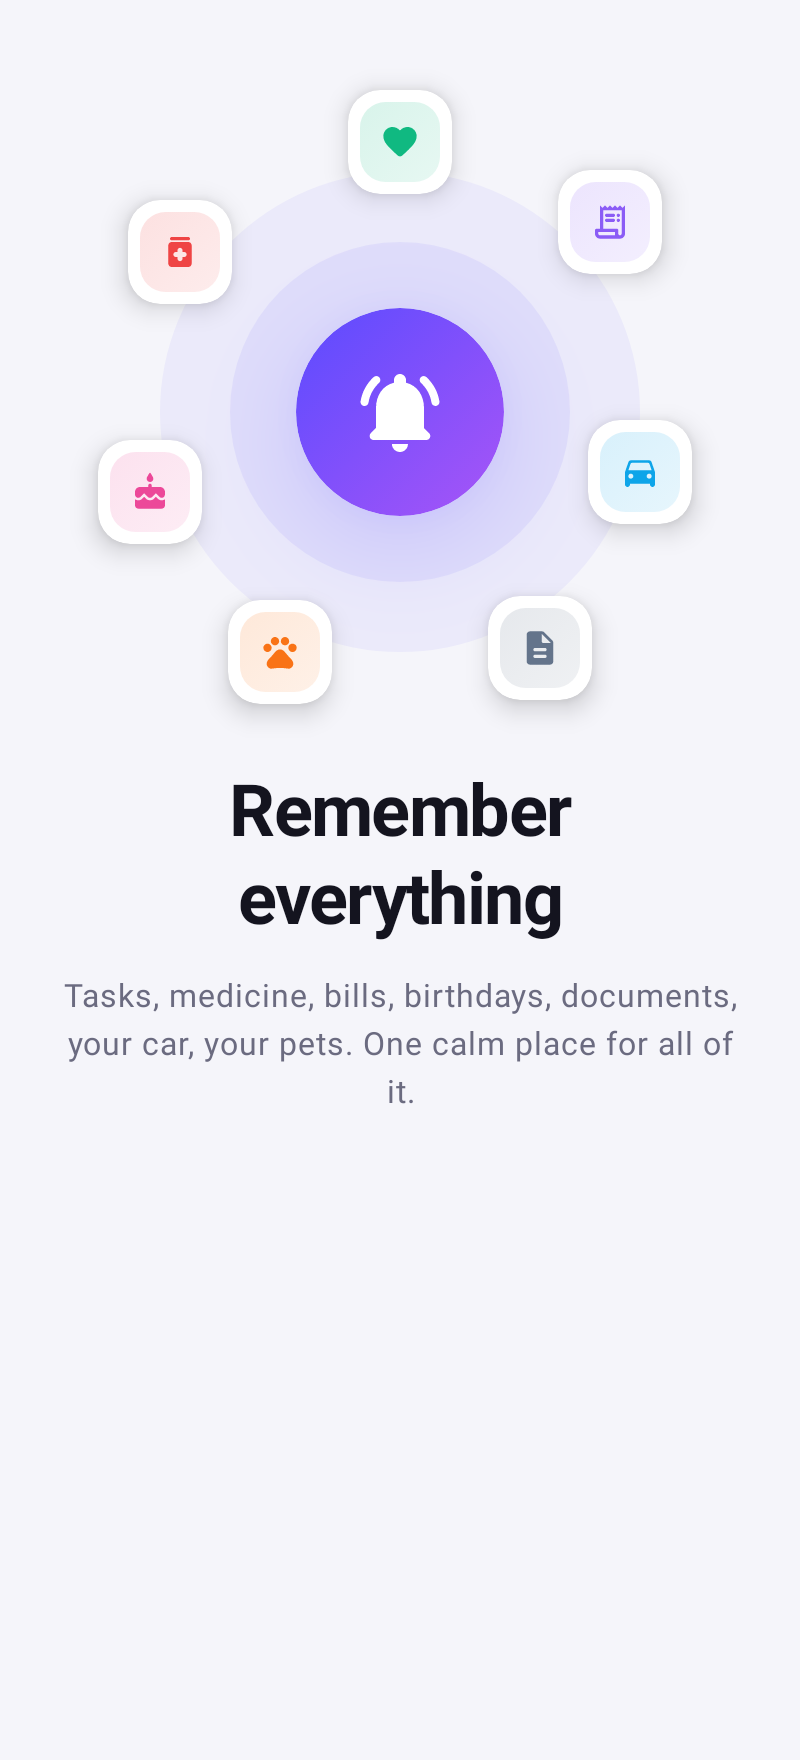 Remember
everything
Tasks, medicine, bills, birthdays, documents,
your car, your pets. One calm place for all of
it.